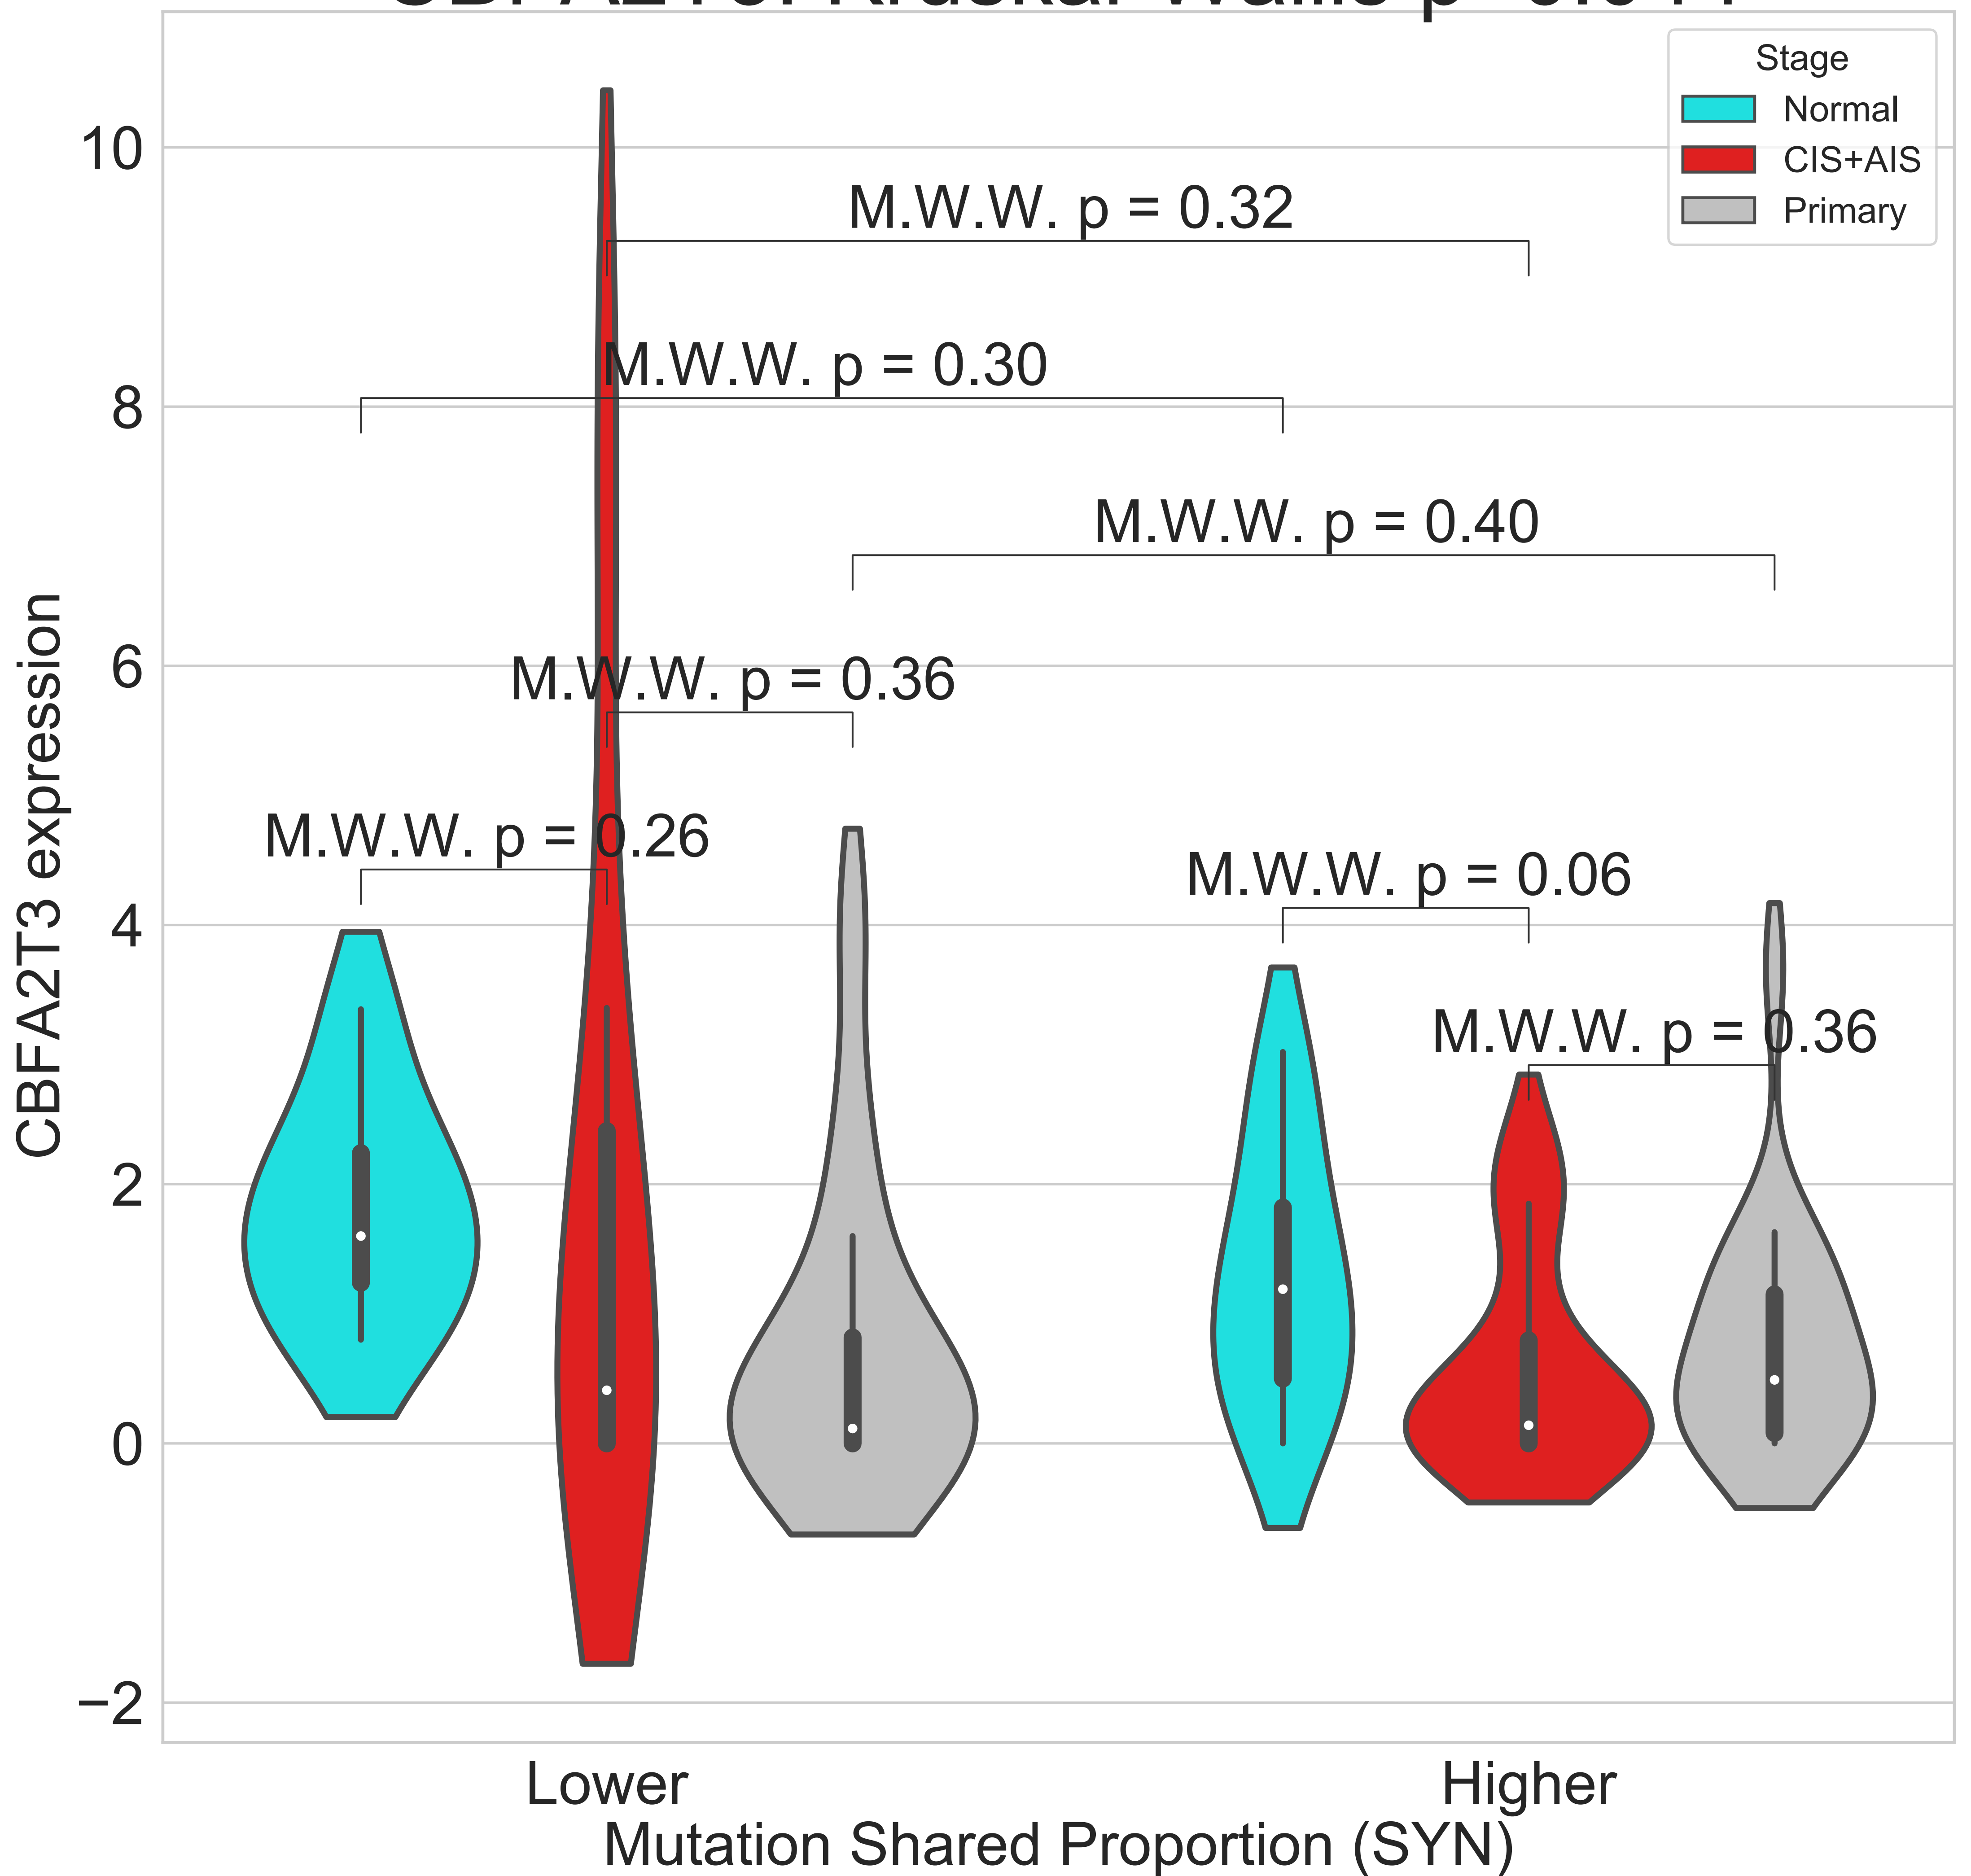 Stage
Normal
CIS+AIS
Primary
10
8
6
4
2
0
−2
CBFA2T3 expression
M.W.W. p = 0.32
M.W.W. p = 0.30
M.W.W. p = 0.40
M.W.W. p = 0.36
M.W.W. p = 0.26
M.W.W. p = 0.06
M.W.W. p = 0.36
Lower
Higher
Mutation Shared Proportion (SYN)